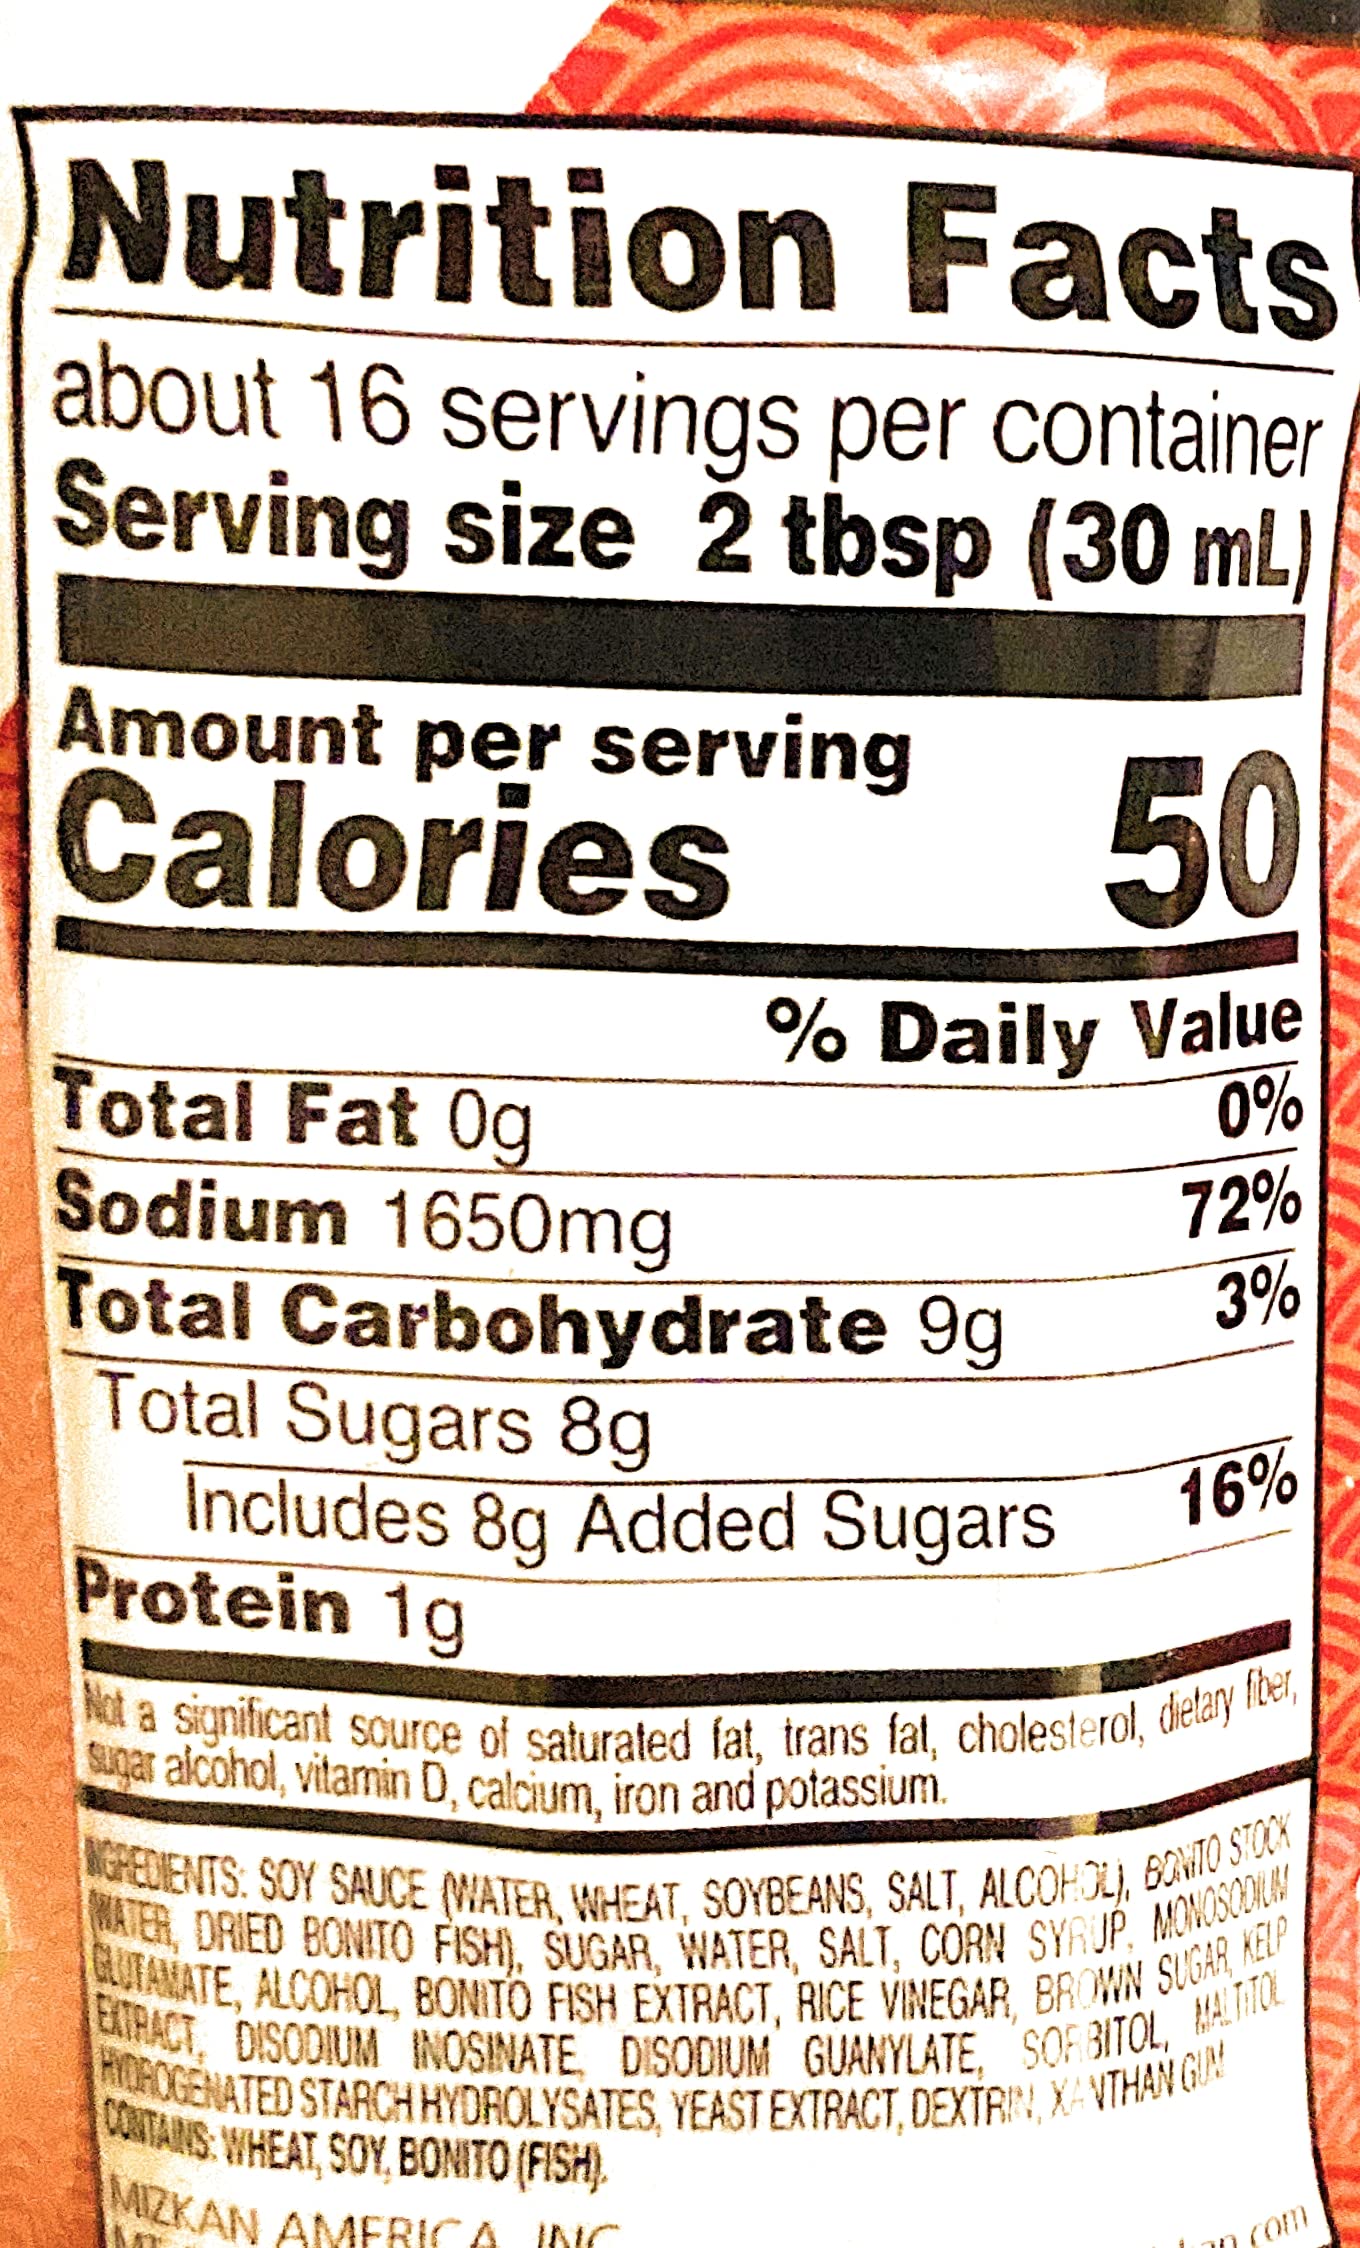 Nutrition Facts
about 16 servings per container
Serving size 2 tbsp (30 mL)
Amount per serving
Calories 50
% Daily Value
Total Fat 0g 0%
Sodium 1650mg 72%
Total Carbohydrate 9g 3%
Total Sugars 8g
Includes 8g Added Sugars 16%
Protein 1g
Not a significant source of saturated fat, trans fat, cholesterol, dietary fiber,
sugar alcohol, vitamin D, calcium, iron and potassium.
INGREDIENTS: SOY SAUCE (WATER, WHEAT, SOYBEANS, SALT, ALCOHOL), BONITO STOCK
(WATER, DRIED BONITO FISH), SUGAR, WATER, SALT, CORN SYRUP, MONOSODIUM
GLUTAMATE, ALCOHOL, BONITO FISH EXTRACT, RICE VINEGAR, BROWN SUGAR, KELP
EXTRACT, DISODIUM INOSINATE, DISODIUM GUANYLATE, SORBITOL, MALTITOL
HYDROGENATED STARCH HYDROLYSATES, YEAST EXTRACT, DEXTRIN, XANTHAN GUM
CONTAINS: WHEAT, SOY, BONITO (FISH).
MIZKAN AMERICA, INC